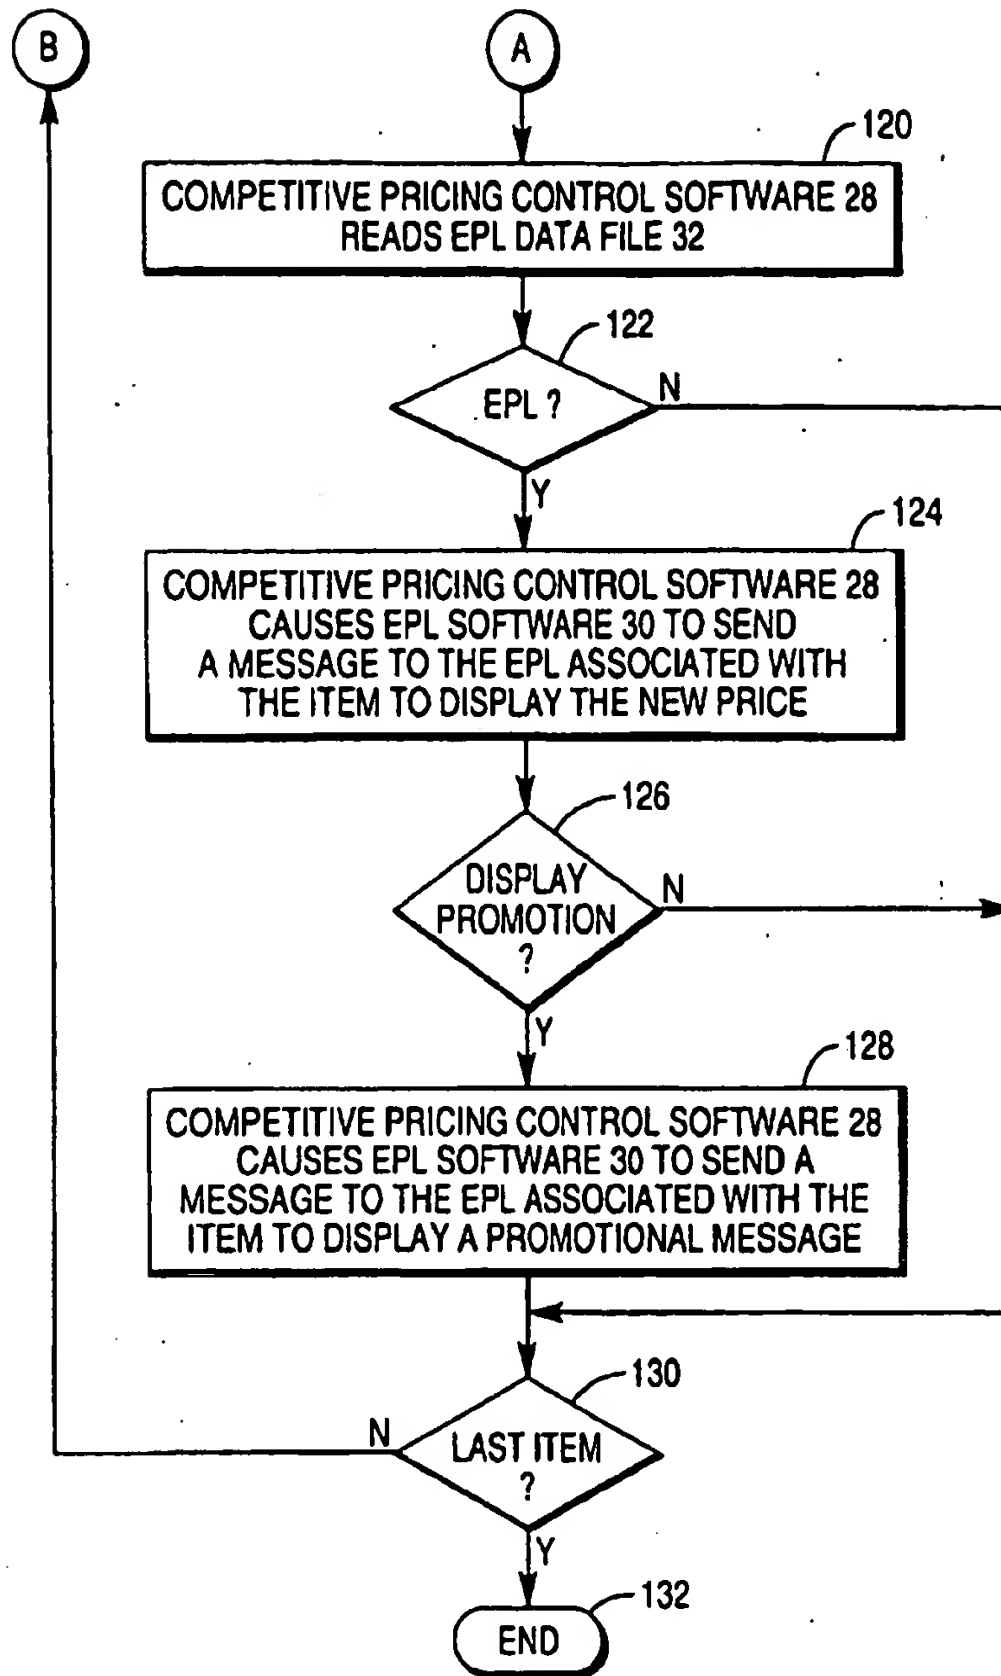 B
A
120
COMPETITIVE PRICING CONTROL SOFTWARE 28
READS EPL DATA FILE 32
122
EPL ?
N
Y
124
COMPETITIVE PRICING CONTROL SOFTWARE 28
CAUSES EPL SOFTWARE 30 TO SEND
A MESSAGE TO THE EPL ASSOCIATED WITH
THE ITEM TO DISPLAY THE NEW PRICE
126
DISPLAY
PROMOTION
?
N
Y
128
COMPETITIVE PRICING CONTROL SOFTWARE 28
CAUSES EPL SOFTWARE 30 TO SEND A
MESSAGE TO THE EPL ASSOCIATED WITH THE
ITEM TO DISPLAY A PROMOTIONAL MESSAGE
130
N
LAST ITEM
?
Y
132
END